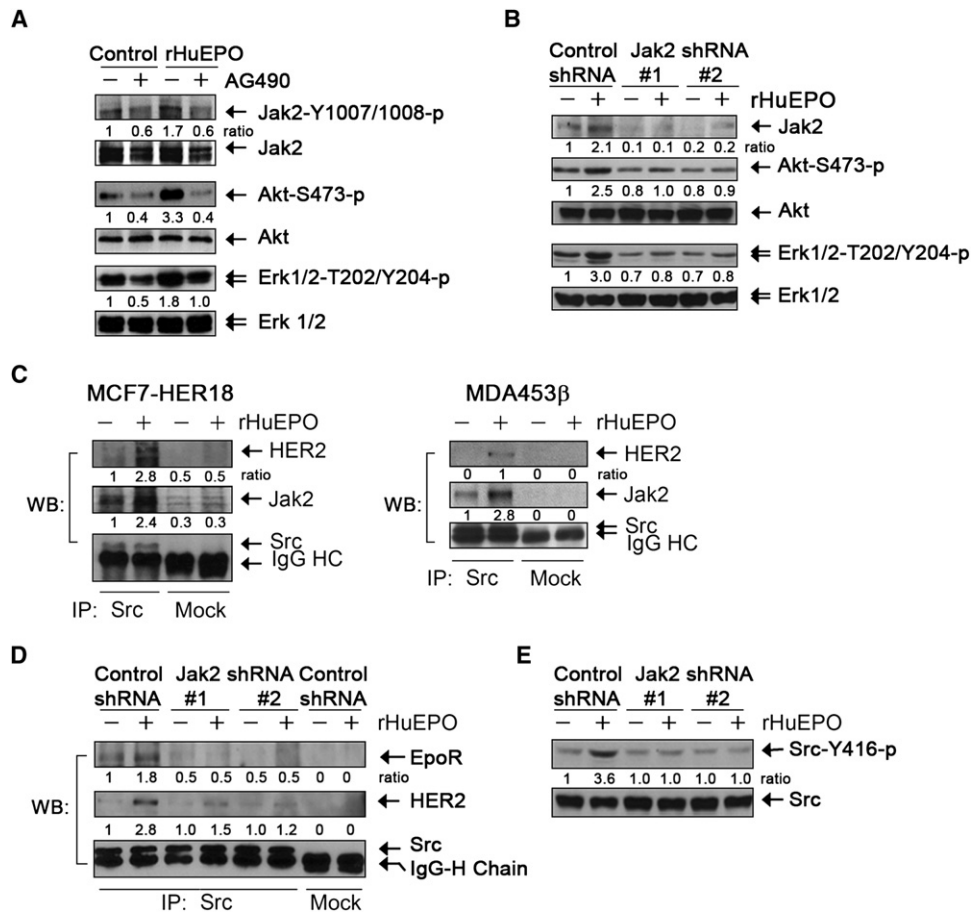 A
Control rHuEPO
– + – + AG490
Jak2-Y1007/1008-p
1 0.6 1.7 0.6 ratio
Jak2
Akt-S473-p
1 0.4 3.3 0.4
Akt
Erk1/2-T202/Y204-p
1 0.5 1.8 1.0
Erk 1/2
B
Control Jak2 shRNA
shRNA #1 #2
– + – + – + rHuEPO
Jak2
1 2.1 0.1 0.1 0.2 0.2 ratio
Akt-S473-p
1 2.5 0.8 1.0 0.8 0.9
Akt
Erk1/2-T202/Y204-p
1 3.0 0.7 0.8 0.7 0.8
Erk1/2
C
MCF7-HER18
– + – + rHuEPO
HER2
1 2.8 0.5 0.5 ratio
WB: Jak2
1 2.4 0.3 0.3
Src
IgG HC
IP: Src Mock
MDA453β
– + – + rHuEPO
HER2
0 1 0 0 ratio
WB: Jak2
1 2.8 0 0
Src
IgG HC
IP: Src Mock
D
Control Jak2 shRNA Control
shRNA #1 #2 shRNA
– + – + – + – + rHuEPO
EpoR
1 1.8 0.5 0.5 0.5 0.5 0 0 ratio
WB: HER2
1 2.8 1.0 1.5 1.0 1.2 0 0
Src
IgG-H Chain
IP: Src Mock
E
Control Jak2 shRNA
shRNA #1 #2
– + – + – + rHuEPO
Src-Y416-p
1 3.6 1.0 1.0 1.0 1.0 ratio
Src